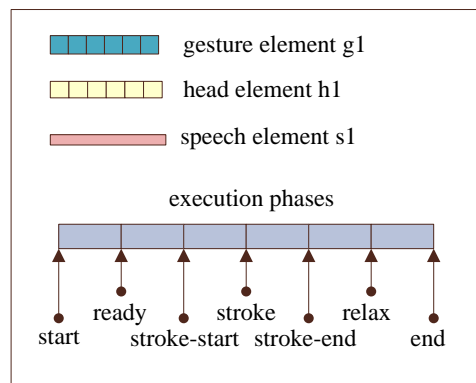 gesture element g1
head element h1
speech element s1
execution phases
ready stroke relax
start stroke-start stroke-end end